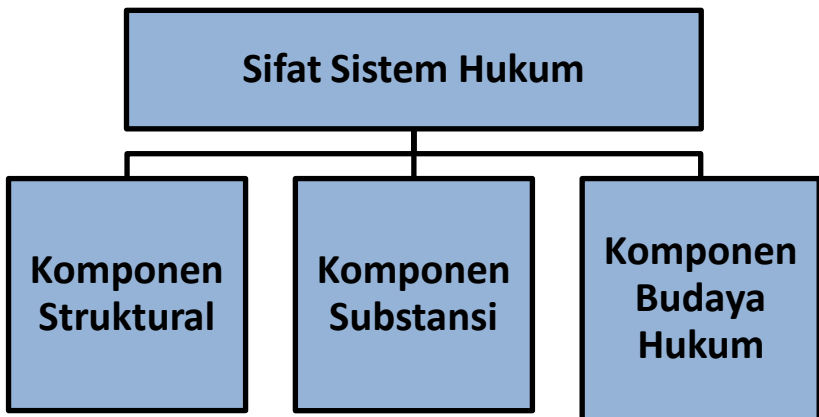 Sifat Sistem Hukum
Komponen
Struktural
Komponen
Substansi
Komponen
Budaya
Hukum